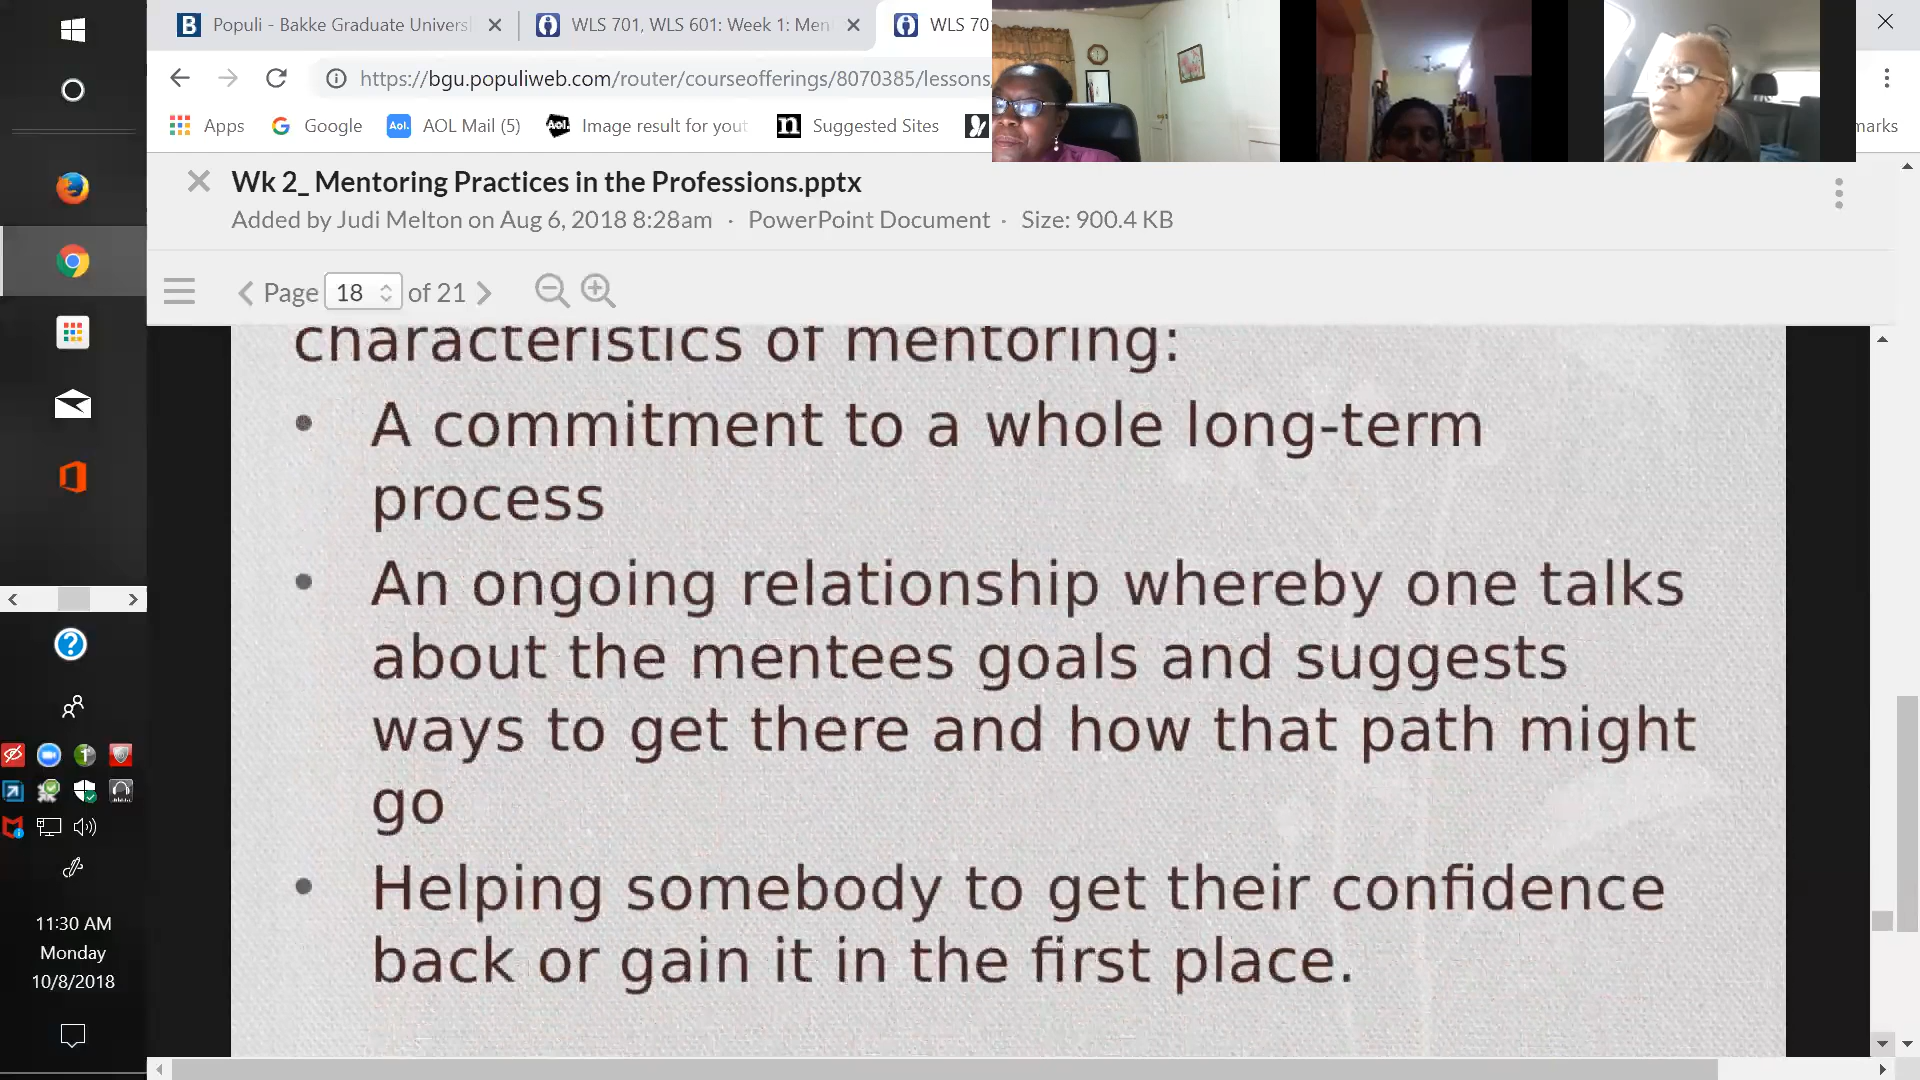 Populi - Bakke Graduate Univers
WLS 701, WLS 601: Week 1: Men
WLS 70
https://bgu.populiweb.com/router/courseofferings/8070385/lessons
Apps
Google
Aol.
AOL Mail (5)
Aol.
Image result for yout
Suggested Sites
marks
Wk 2_ Mentoring Practices in the Professions.pptx
Added by Judi Melton on Aug 6, 2018 8:28am · PowerPoint Document · Size: 900.4 KB
Page 18 of 21
characteristics of mentoring:
• A commitment to a whole long-term
process
• An ongoing relationship whereby one talks
about the mentees goals and suggests
ways to get there and how that path might
go
• Helping somebody to get their confidence
back or gain it in the first place.
11:30 AM
Monday
10/8/2018